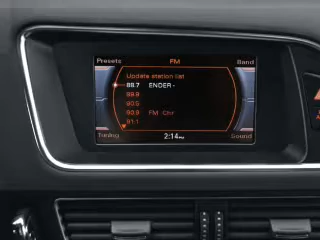 Presets FM Band
Update station list
88.7 ENDER-
89.9
90.5
90.9 FM Chr
91.1
Tuning 2:14PM Sound